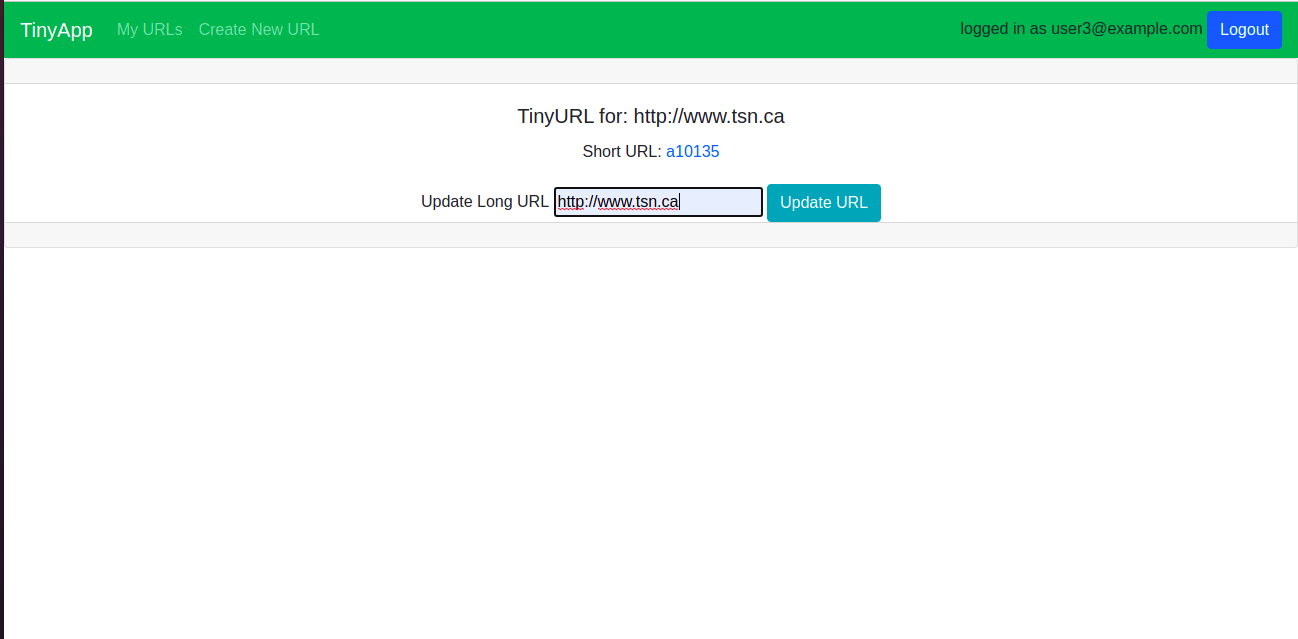 TinyApp My URLs Create New URL logged in as user3@example.com Logout
TinyURL for: http://www.tsn.ca
Short URL: a10135
Update Long URL http://www.tsn.ca Update URL